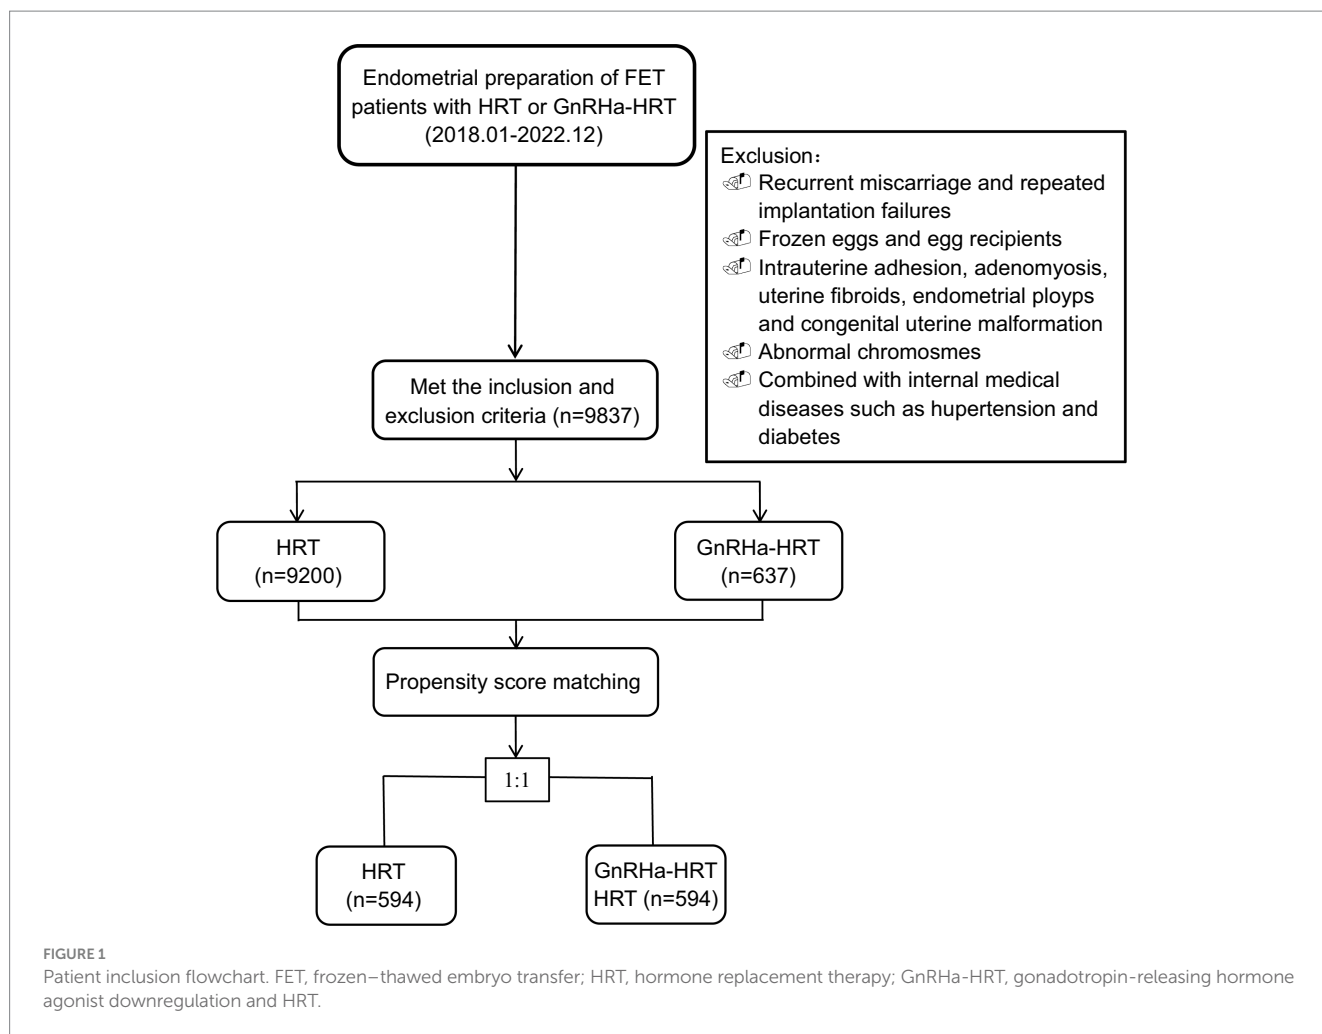 Endometrial preparation of FET
patients with HRT or GnRHa-HRT
(2018.01-2022.12)
Exclusion：
Recurrent miscarriage and repeated
implantation failures
Frozen eggs and egg recipients
Intrauterine adhesion, adenomyosis,
uterine fibroids, endometrial ployps
and congenital uterine malformation
Abnormal chromosmes
Combined with internal medical
diseases such as hupertension and
diabetes
Met the inclusion and
exclusion criteria (n=9837)
HRT
(n=9200)
GnRHa-HRT
(n=637)
Propensity score matching
1:1
HRT
(n=594)
GnRHa-HRT
HRT (n=594)
FIGURE 1
Patient inclusion flowchart. FET, frozen–thawed embryo transfer; HRT, hormone replacement therapy; GnRHa-HRT, gonadotropin-releasing hormone
agonist downregulation and HRT.